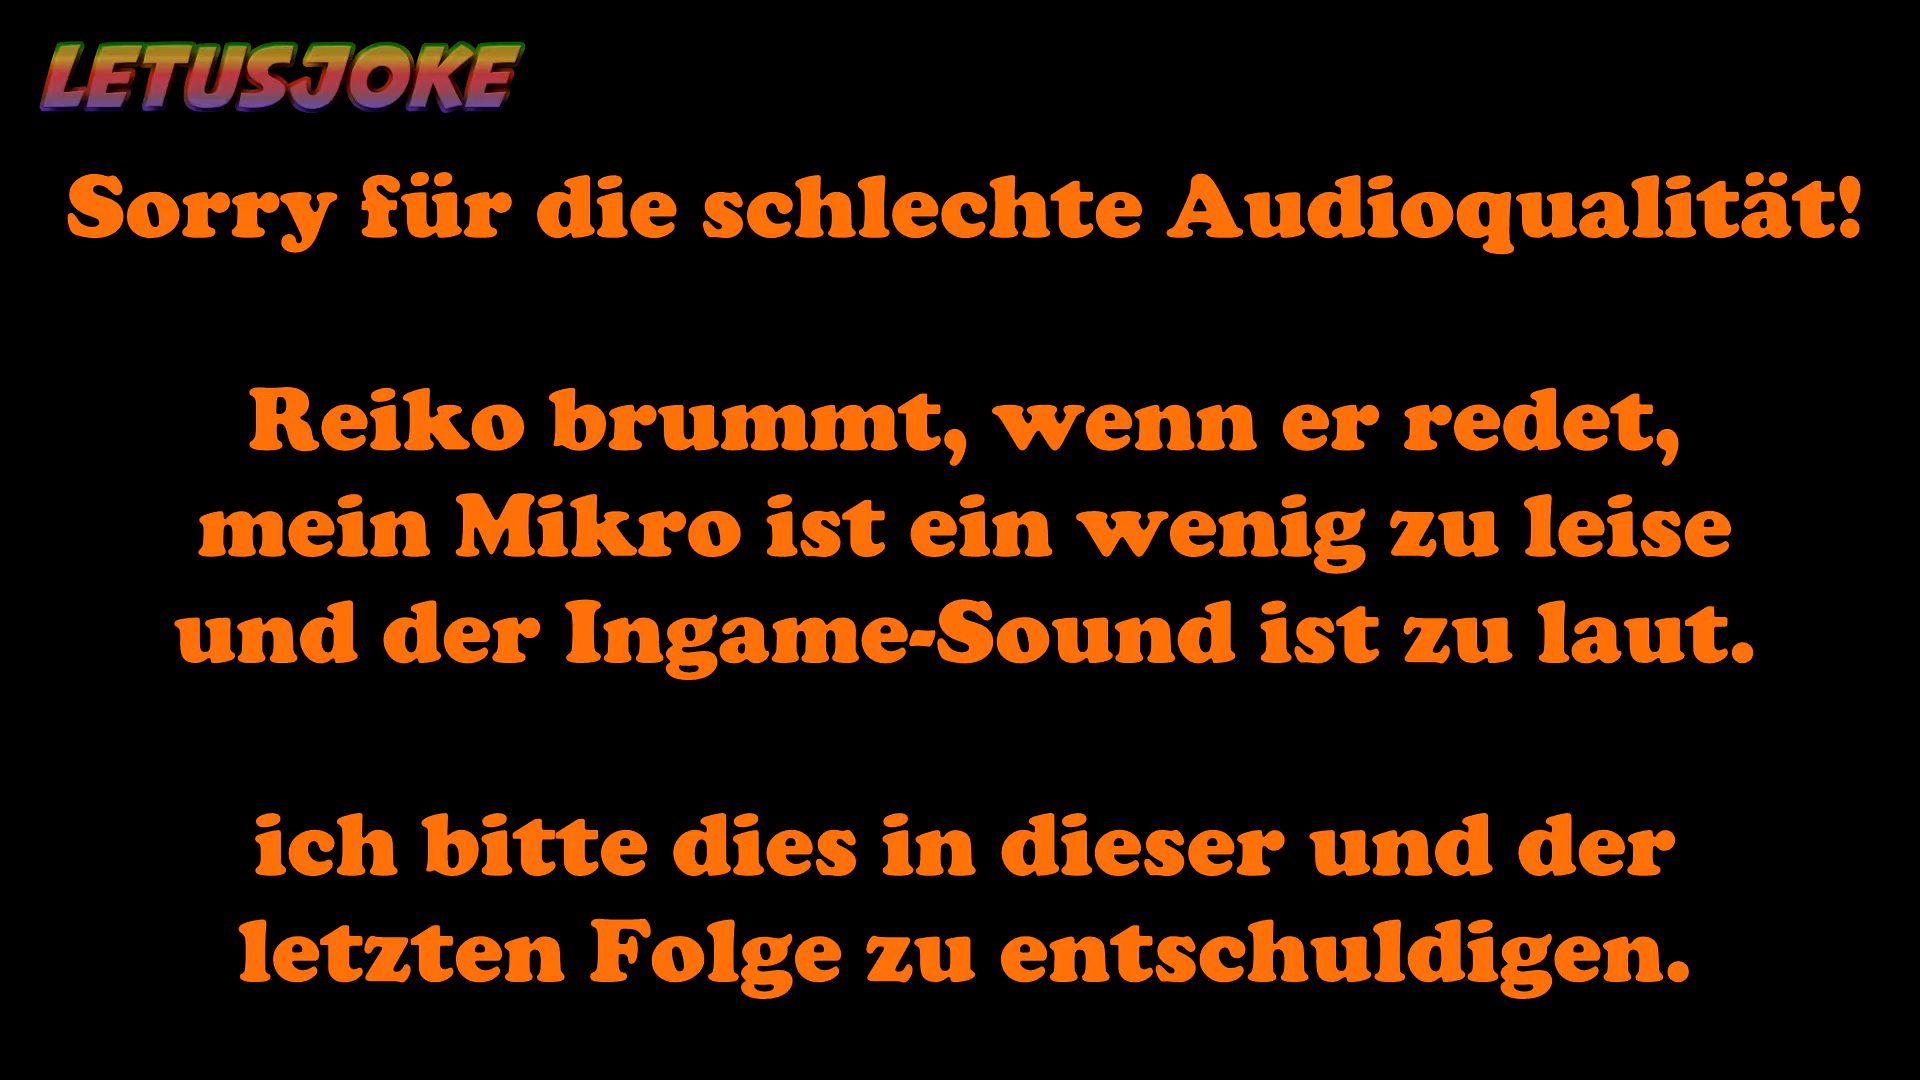 LETUSJOKE
Sorry für die schlechte Audioqualität!
Reiko brummt, wenn er redet,
mein Mikro ist ein wenig zu leise
und der Ingame-Sound ist zu laut.
ich bitte dies in dieser und der
letzten Folge zu entschuldigen.